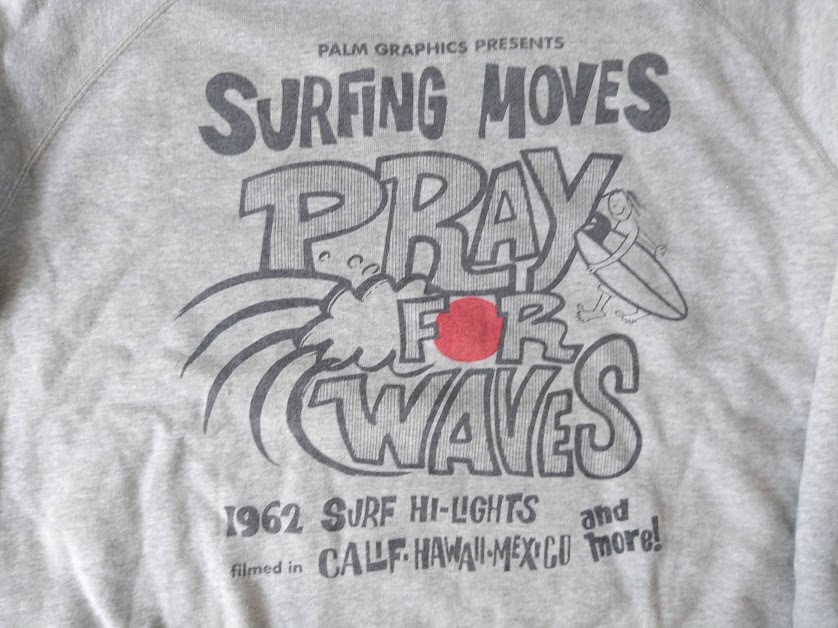 PALM GRAPHICS PRESENTS
SURFING MOVES
PRAY
FOR
WAVES
1962 SURF HI-LIGHTS and
filmed in CALIF·HAWAII·MEXICO more!